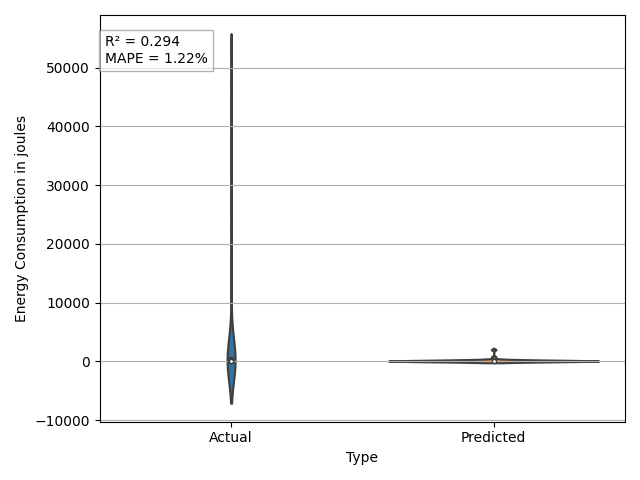 R² = 0.294
MAPE = 1.22%
50000
40000
30000
20000
10000
0
−10000
Energy Consumption in joules
Actual
Predicted
Type